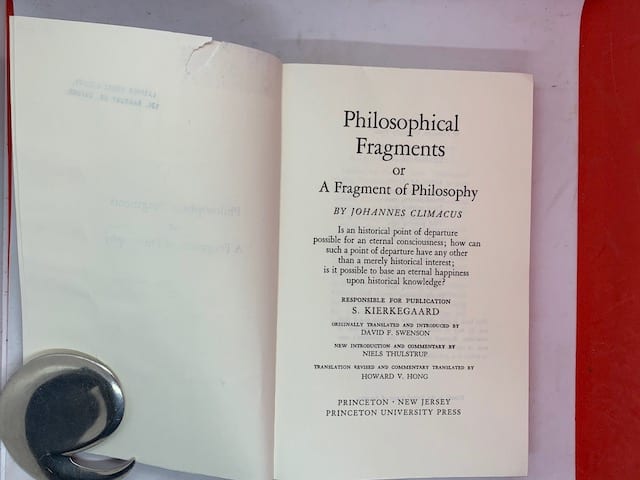 Philosophical
Fragments
or
A Fragment of Philosophy
BY JOHANNES CLIMACUS
Is an historical point of departure
possible for an eternal consciousness; how can
such a point of departure have any other
than a merely historical interest;
is it possible to base an eternal happiness
upon historical knowledge?
RESPONSIBLE FOR PUBLICATION
S. KIERKEGAARD
ORIGINALLY TRANSLATED AND INTRODUCED BY
DAVID F. SWENSON
NEW INTRODUCTION AND COMMENTARY BY
NIELS THULSTRUP
TRANSLATION REVISED AND COMMENTARY TRANSLATED BY
HOWARD V. HONG
PRINCETON · NEW JERSEY
PRINCETON UNIVERSITY PRESS